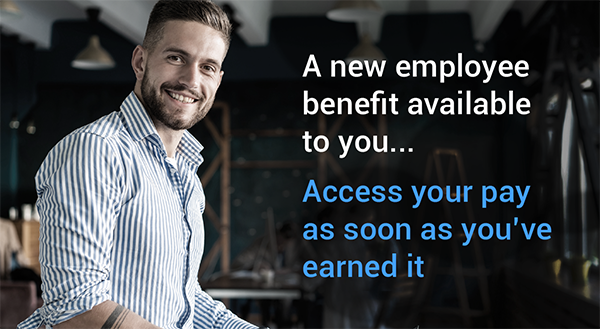 A new employee
benefit available
to you...
Access your pay
as soon as you've
earned it